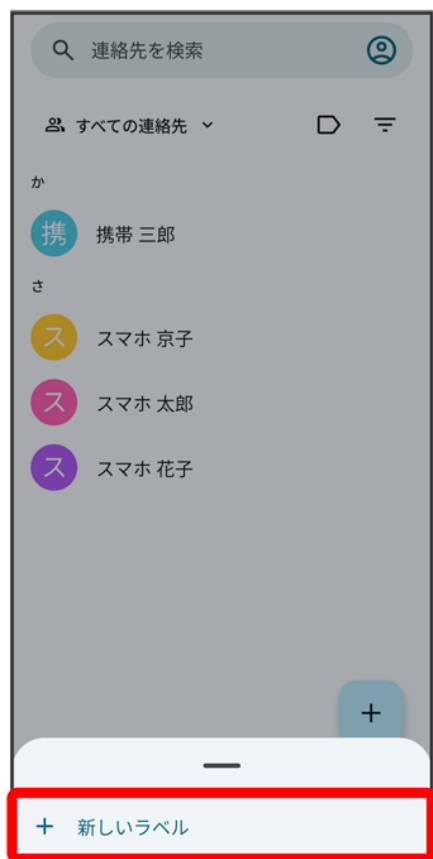 連絡先を検索
すべての連絡先
か
携 携帯 三郎
さ
ス スマホ 京子
ス スマホ 太郎
ス スマホ 花子
+
+ 新しいラベル